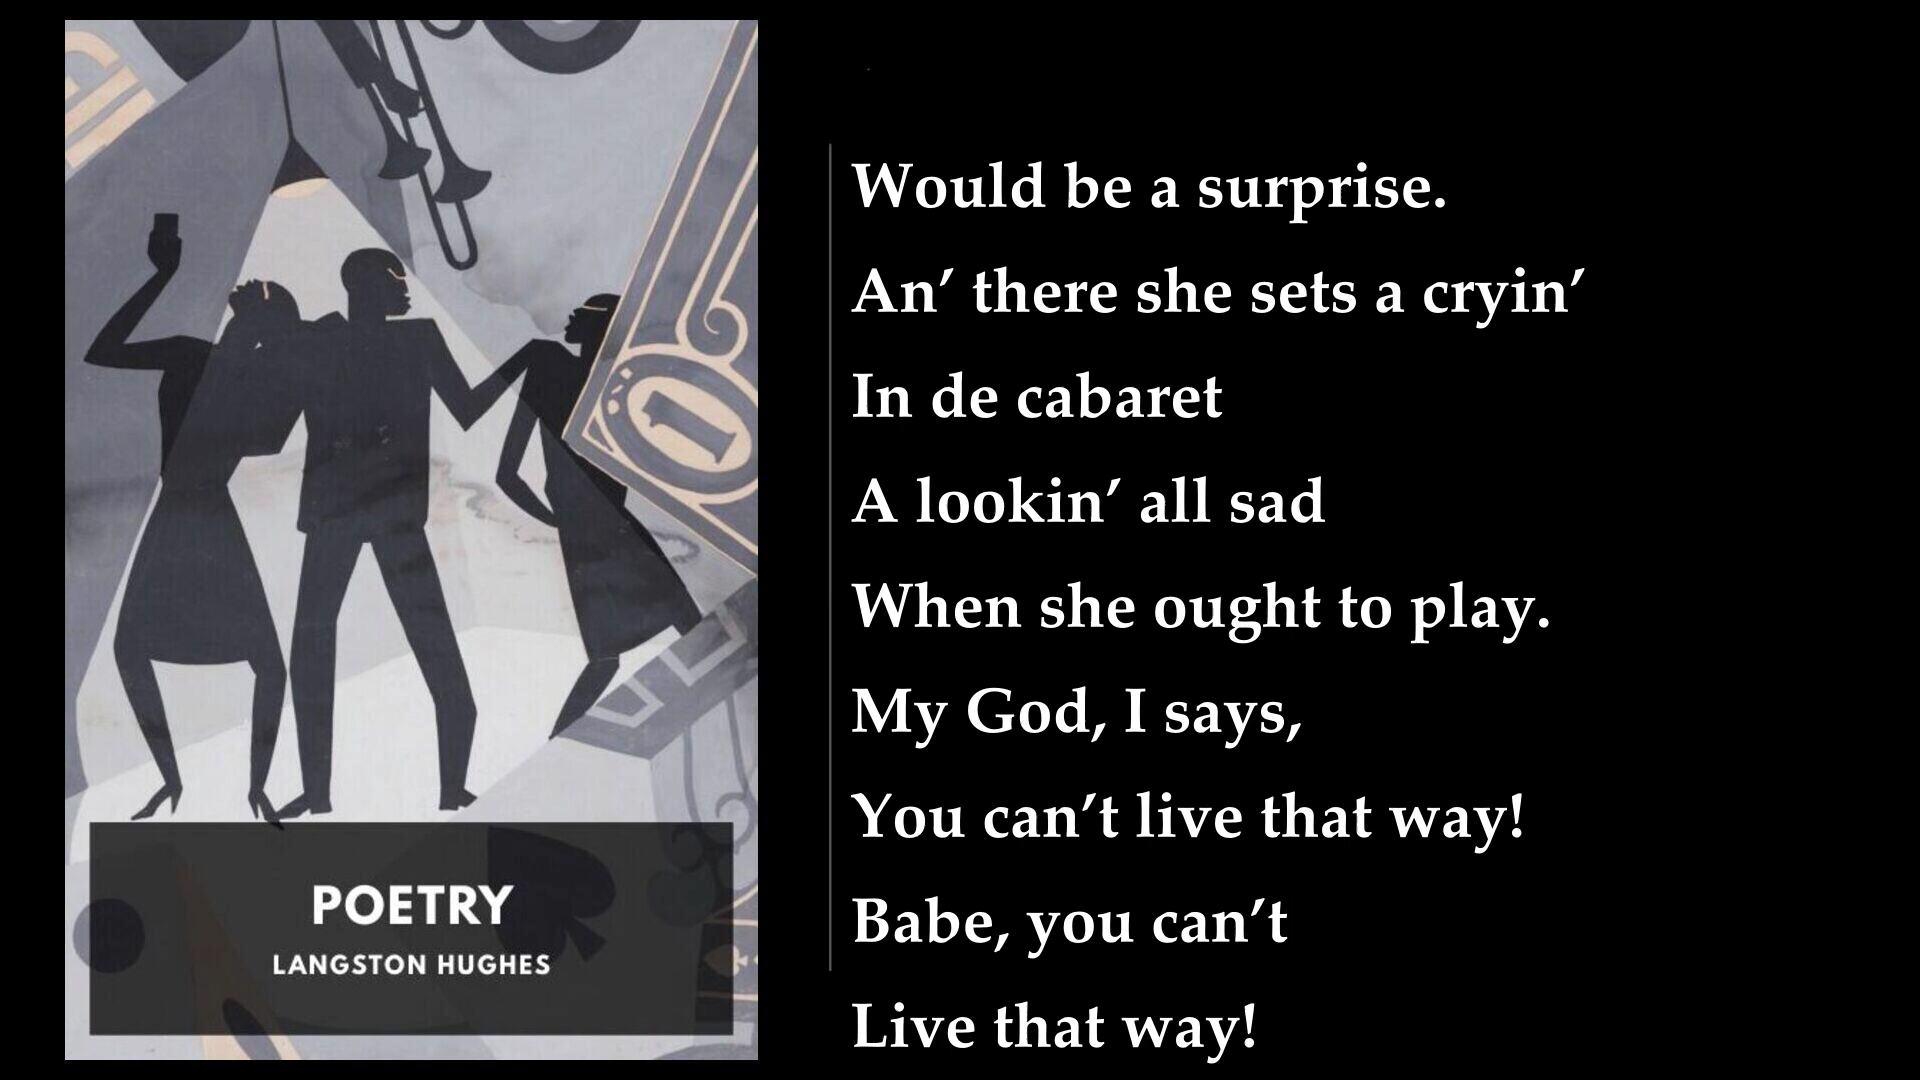 POETRY
LANGSTON HUGHES
Would be a surprise.
An’ there she sets a cryin’
In de cabaret
A lookin’ all sad
When she ought to play.
My God, I says,
You can’t live that way!
Babe, you can’t
Live that way!